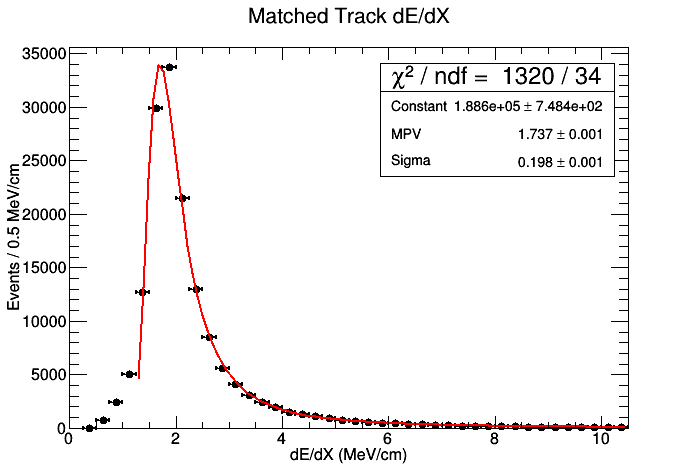 Matched Track dE/dX
χ² / ndf = 1320 / 34
Constant 1.886e+05 ± 7.484e+02
MPV 1.737 ± 0.001
Sigma 0.198 ± 0.001
Events / 0.5 MeV/cm
35000
30000
25000
20000
15000
10000
5000
0
0 2 4 6 8 10
dE/dX (MeV/cm)